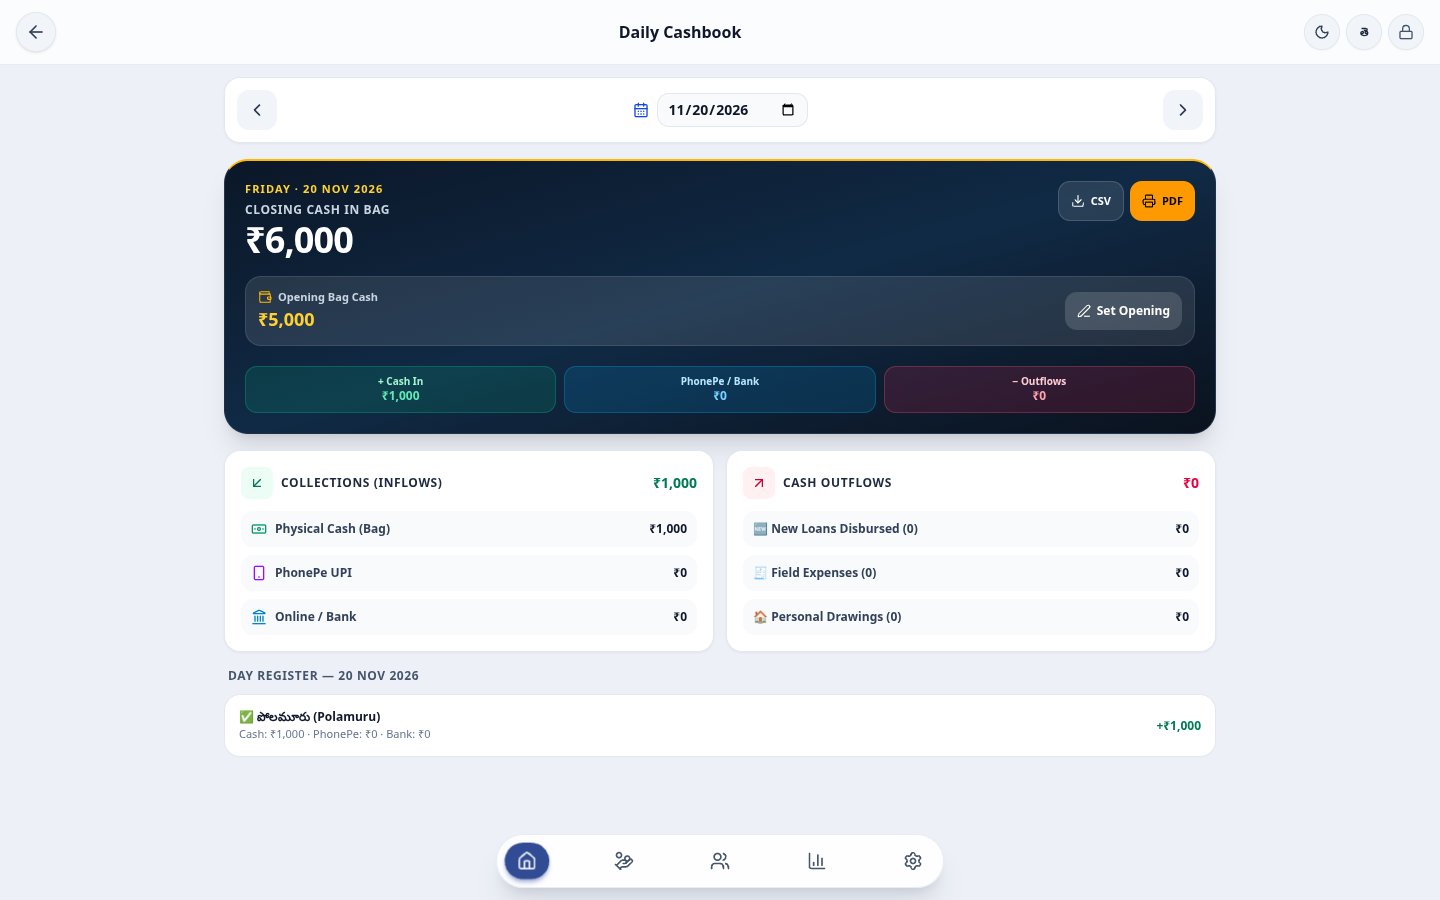 Daily Cashbook
తె
11/20/2026
FRIDAY · 20 NOV 2026
CLOSING CASH IN BAG
₹6,000
CSV
PDF
Opening Bag Cash
₹5,000
Set Opening
+ Cash In
₹1,000
PhonePe / Bank
₹0
− Outflows
₹0
COLLECTIONS (INFLOWS)
₹1,000
Physical Cash (Bag)
₹1,000
PhonePe UPI
₹0
Online / Bank
₹0
CASH OUTFLOWS
₹0
🆕 New Loans Disbursed (0)
₹0
🧾 Field Expenses (0)
₹0
🏠 Personal Drawings (0)
₹0
DAY REGISTER — 20 NOV 2026
✅ పోలమూరు (Polamuru)
Cash: ₹1,000 · PhonePe: ₹0 · Bank: ₹0
+₹1,000